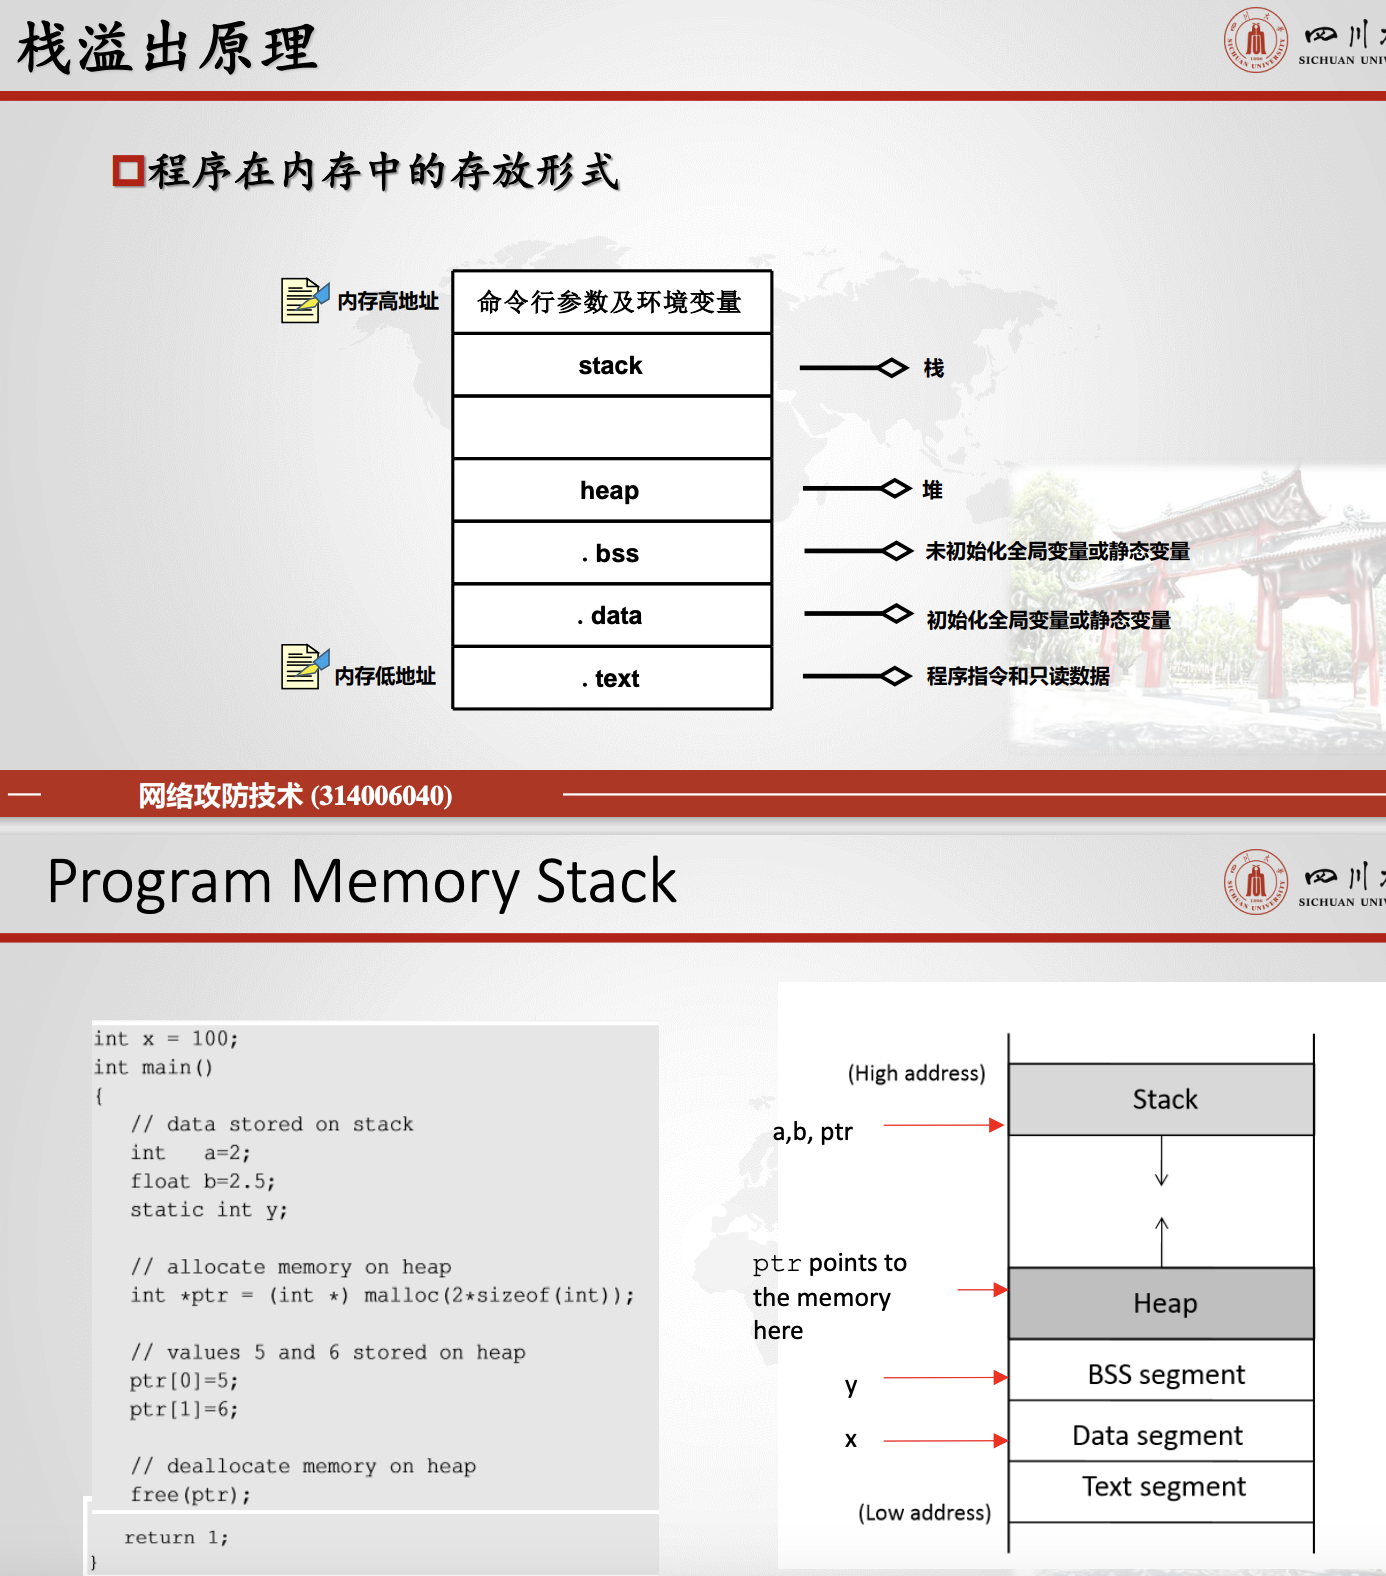 栈溢出原理
四川
SICHUAN
程序在内存中的存放形式
内存高地址
命令行参数及环境变量
stack
栈
heap
堆
. bss
未初始化全局变量或静态变量
. data
初始化全局变量或静态变量
内存低地址
. text
程序指令和只读数据
网络攻防技术 (314006040)
Program Memory Stack
四川
SICHUAN
int x = 100;
int main()
{
// data stored on stack
int a=2;
float b=2.5;
static int y;
// allocate memory on heap
int *ptr = (int *) malloc(2*sizeof(int));
// values 5 and 6 stored on heap
ptr[0]=5;
ptr[1]=6;
// deallocate memory on heap
free(ptr);
return 1;
}
(High address)
Stack
a,b, ptr
ptr points to
the memory
here
Heap
y
BSS segment
x
Data segment
Text segment
(Low address)